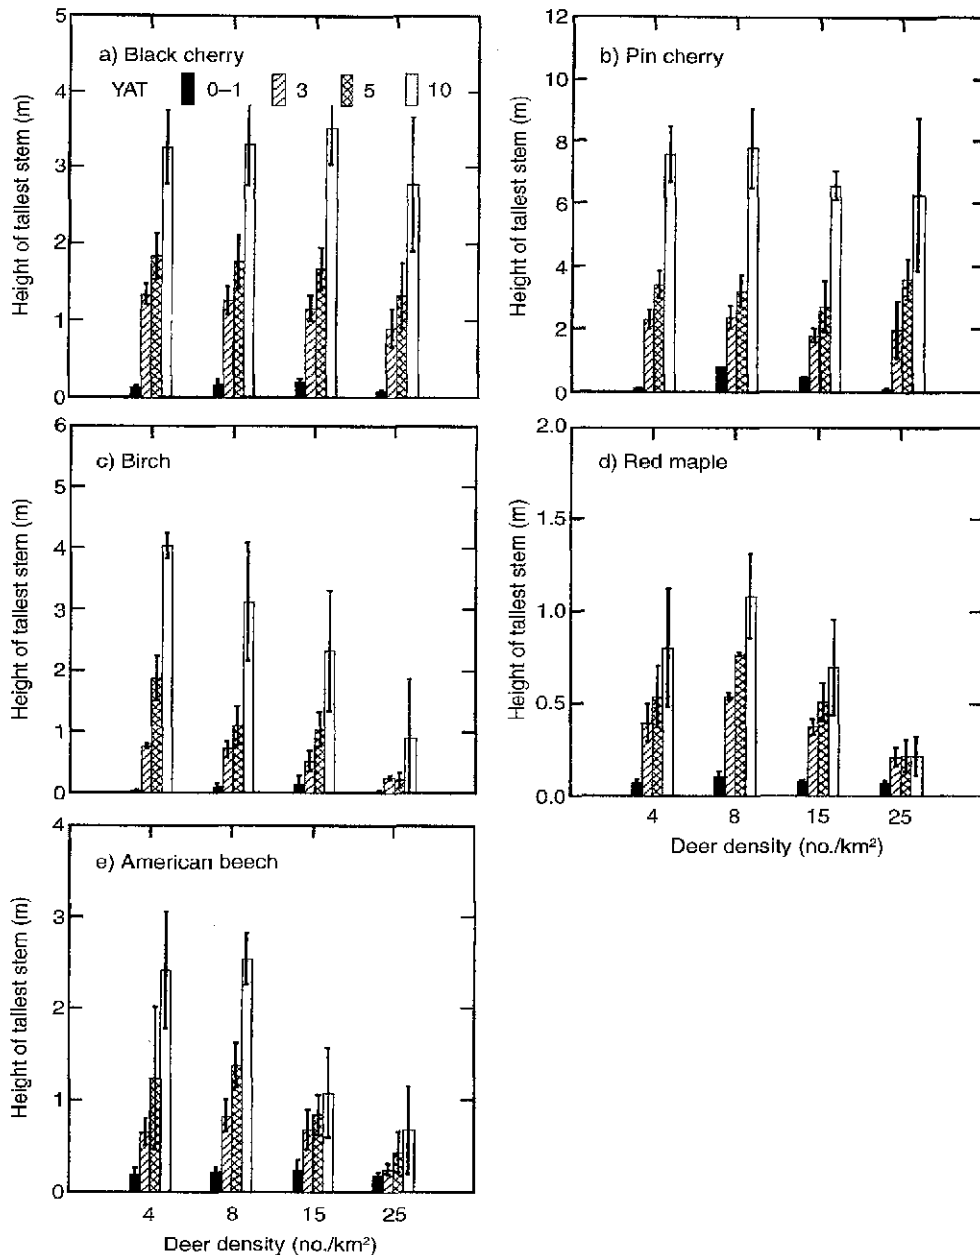 a) Black cherry
YAT 0–1 3 5 10
Height of tallest stem (m)
5
4
3
2
1
0
b) Pin cherry
Height of tallest stem (m)
12
10
8
6
4
2
0
c) Birch
Height of tallest stem (m)
6
5
4
3
2
1
0
d) Red maple
Height of tallest stem (m)
2.0
1.5
1.0
0.5
0.0
4 8 15 25
Deer density (no./km²)
e) American beech
Height of tallest stem (m)
4
3
2
1
0
4 8 15 25
Deer density (no./km²)